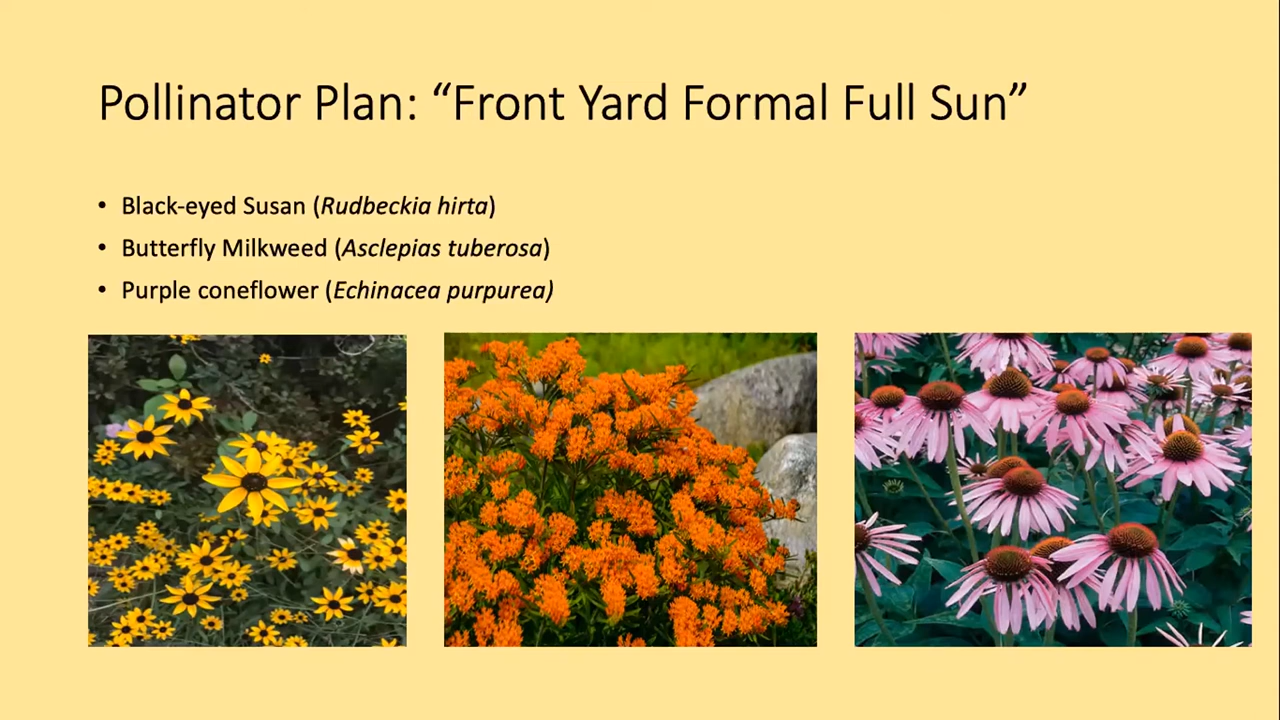 Pollinator Plan: “Front Yard Formal Full Sun”
• Black-eyed Susan (Rudbeckia hirta)
• Butterfly Milkweed (Asclepias tuberosa)
• Purple coneflower (Echinacea purpurea)